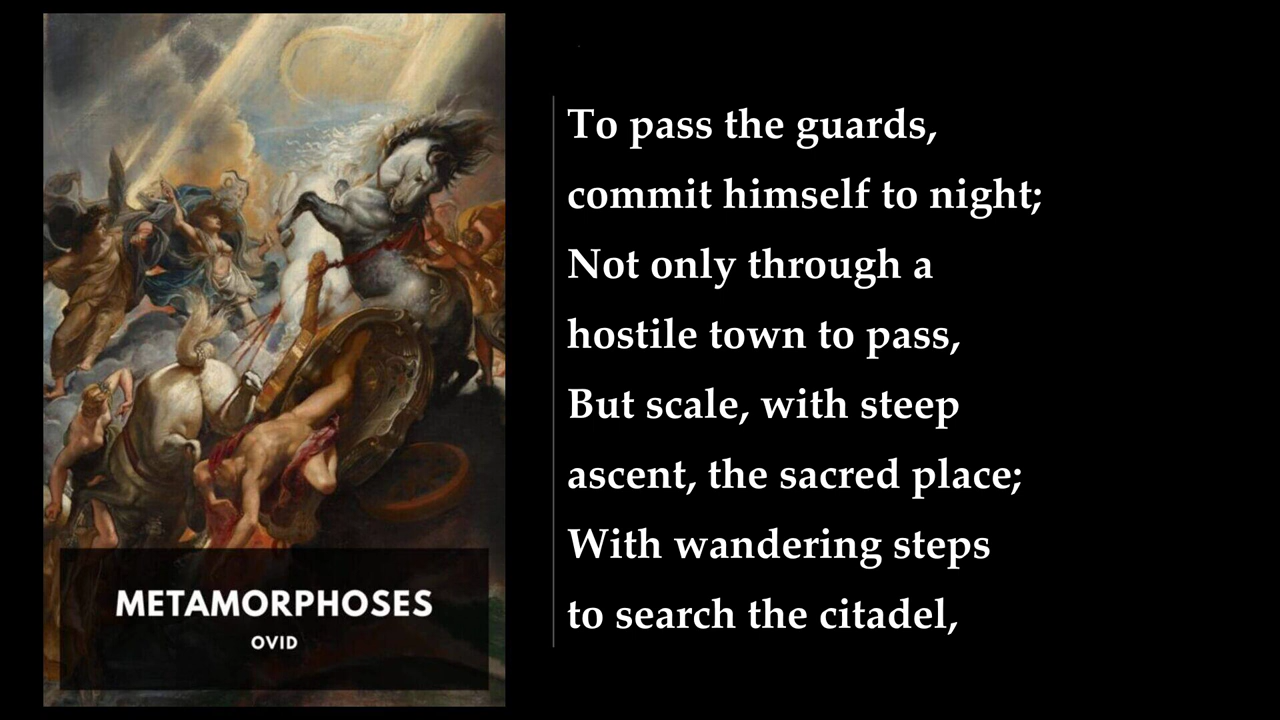 METAMORPHOSES
OVID
To pass the guards,
commit himself to night;
Not only through a
hostile town to pass,
But scale, with steep
ascent, the sacred place;
With wandering steps
to search the citadel,